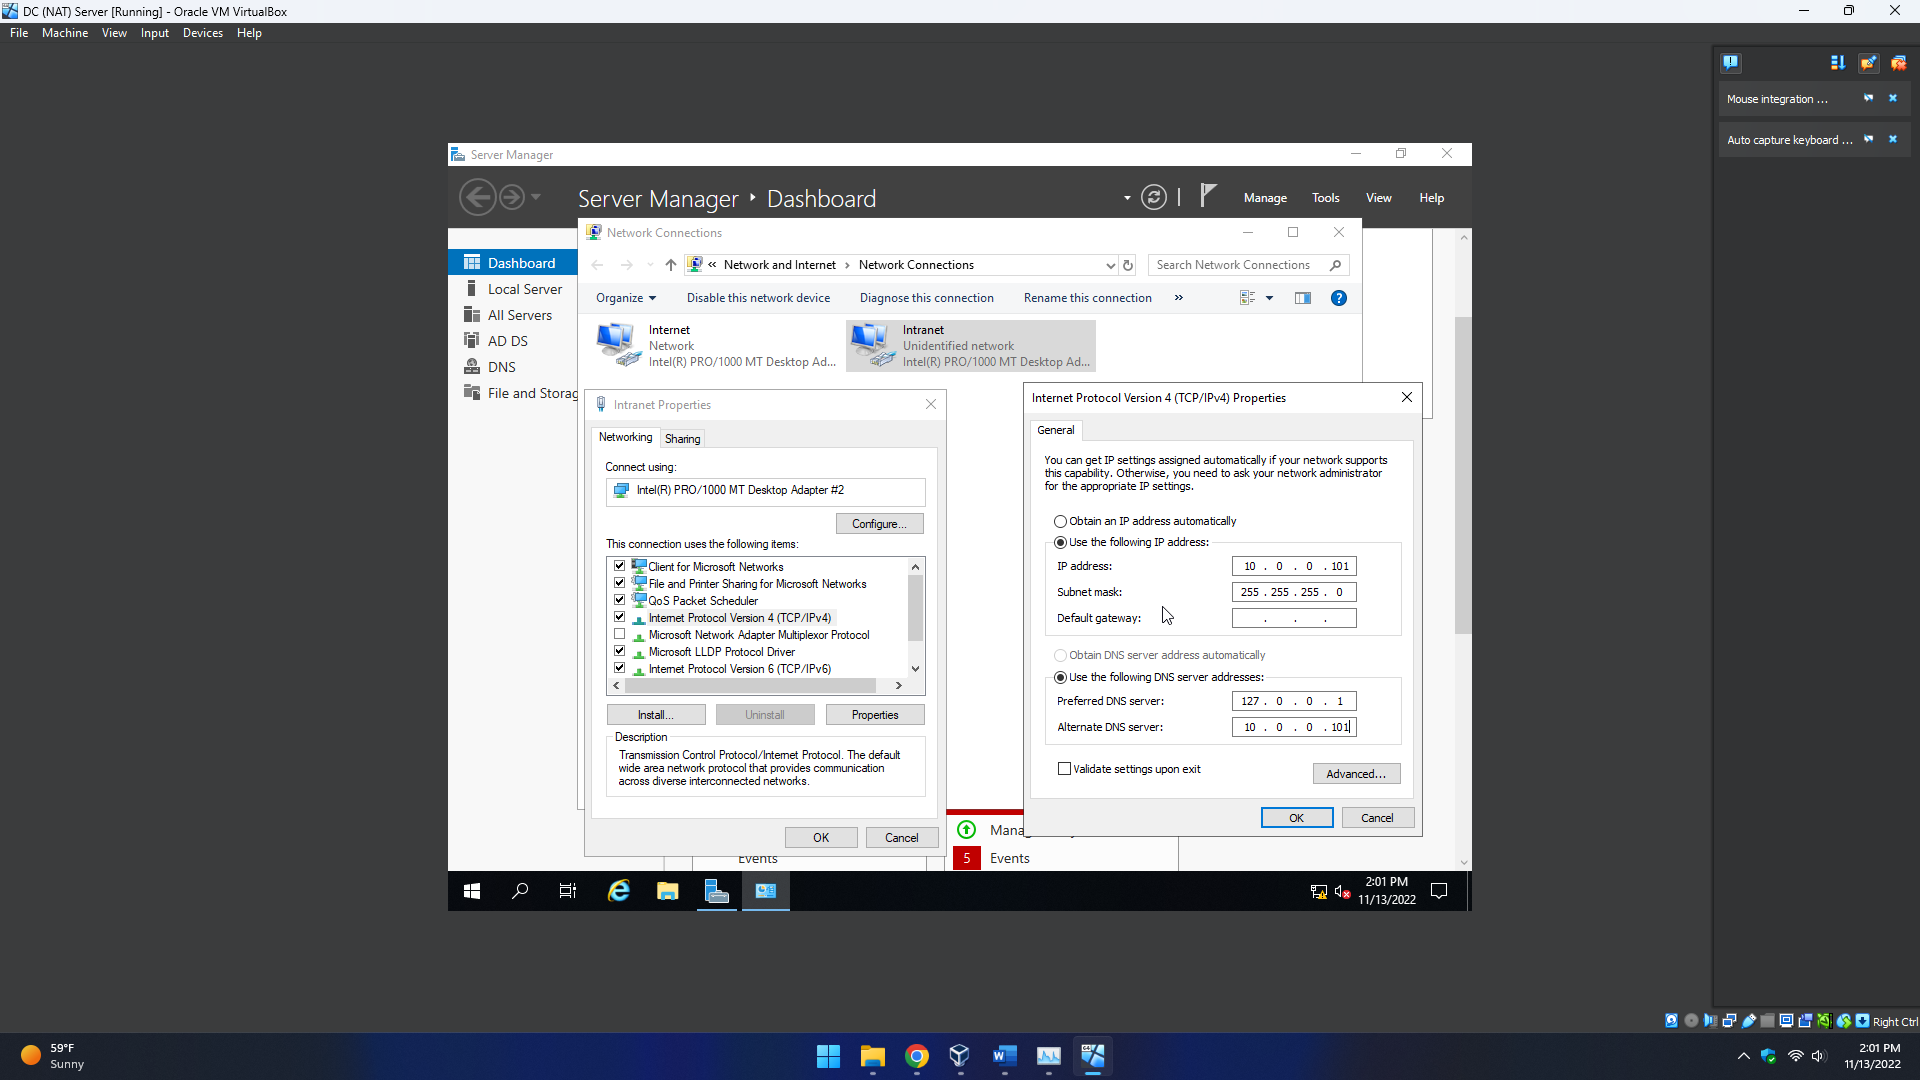 DC (NAT) Server [Running] - Oracle VM VirtualBox
File Machine View Input Devices Help
Mouse integration ...
Auto capture keyboard ...
Server Manager
Server Manager Dashboard
Manage Tools View Help
Dashboard
Local Server
All Servers
AD DS
DNS
File and Storag
Network Connections
« Network and Internet › Network Connections
Search Network Connections
Organize Disable this network device Diagnose this connection Rename this connection »
Internet
Network
Intel(R) PRO/1000 MT Desktop Ad...
Intranet
Unidentified network
Intel(R) PRO/1000 MT Desktop Ad...
Intranet Properties
Networking Sharing
Connect using:
Intel(R) PRO/1000 MT Desktop Adapter #2
Configure...
This connection uses the following items:
Client for Microsoft Networks
File and Printer Sharing for Microsoft Networks
QoS Packet Scheduler
Internet Protocol Version 4 (TCP/IPv4)
Microsoft Network Adapter Multiplexor Protocol
Microsoft LLDP Protocol Driver
Internet Protocol Version 6 (TCP/IPv6)
Install... Uninstall Properties
Description
Transmission Control Protocol/Internet Protocol. The default
wide area network protocol that provides communication
across diverse interconnected networks.
OK Cancel
Internet Protocol Version 4 (TCP/IPv4) Properties
General
You can get IP settings assigned automatically if your network supports
this capability. Otherwise, you need to ask your network administrator
for the appropriate IP settings.
Obtain an IP address automatically
Use the following IP address:
IP address: 10 . 0 . 0 . 101
Subnet mask: 255 . 255 . 255 . 0
Default gateway: . . .
Obtain DNS server address automatically
Use the following DNS server addresses:
Preferred DNS server: 127 . 0 . 0 . 1
Alternate DNS server: 10 . 0 . 0 . 101
Validate settings upon exit
Advanced...
OK Cancel
Events
5 Events
2:01 PM
11/13/2022
Right Ctrl
59°F
Sunny
2:01 PM
11/13/2022